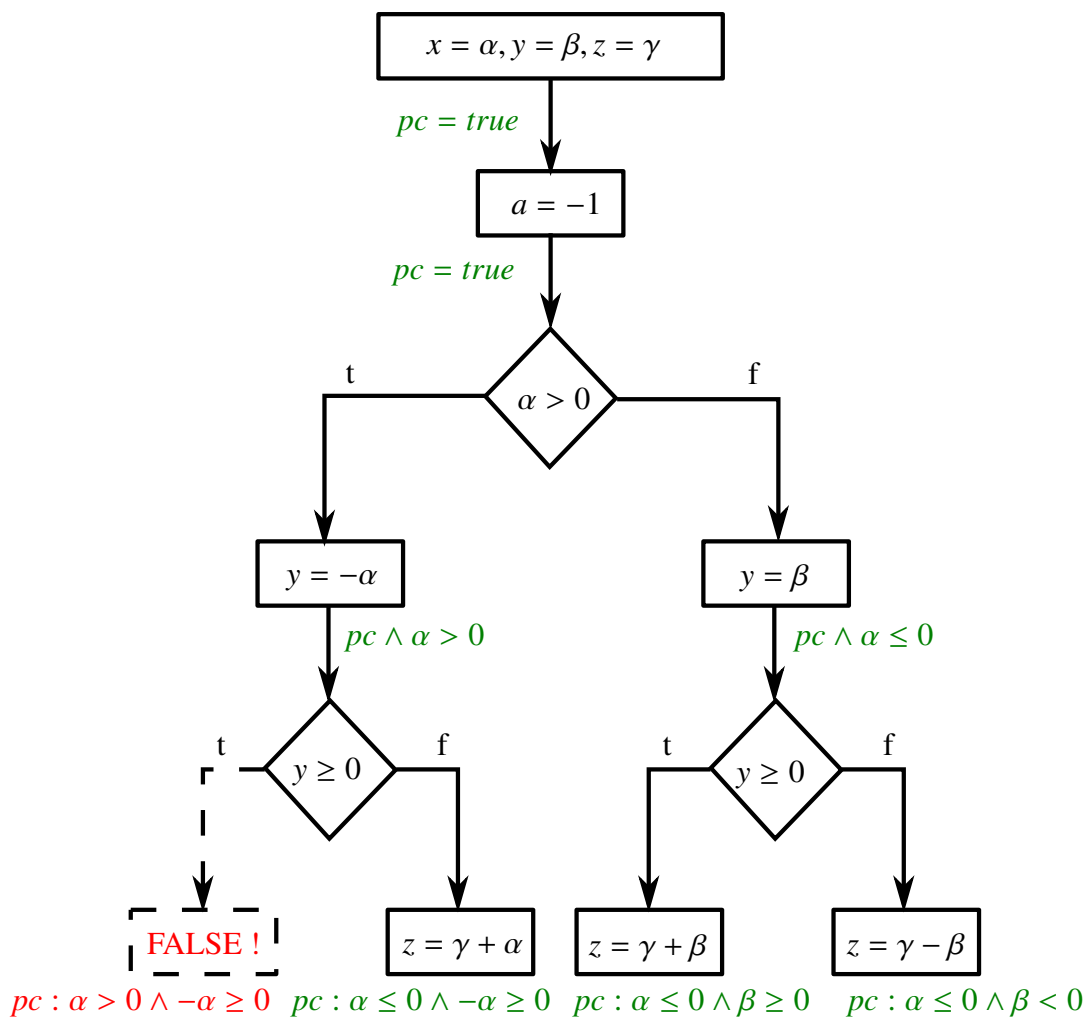 x = α, y = β, z = γ
pc = true
a = −1
pc = true
t
f
α > 0
y = −α
y = β
pc ∧ α > 0
pc ∧ α ≤ 0
t
f
t
f
y ≥ 0
y ≥ 0
FALSE !
z = γ + α
z = γ + β
z = γ − β
pc : α > 0 ∧ −α ≥ 0
pc : α ≤ 0 ∧ −α ≥ 0
pc : α ≤ 0 ∧ β ≥ 0
pc : α ≤ 0 ∧ β < 0